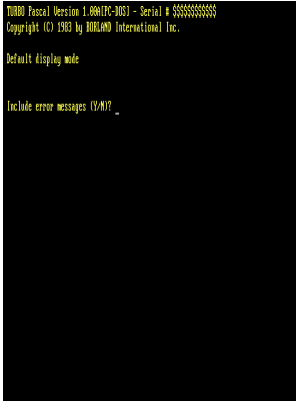 TURBO Pascal Version 1.00A[PC-DOS] - Serial # $$$$$$$$$$$$
Copyright (C) 1983 by BORLAND International Inc.
Default display mode
Include error messages (Y/N)? _